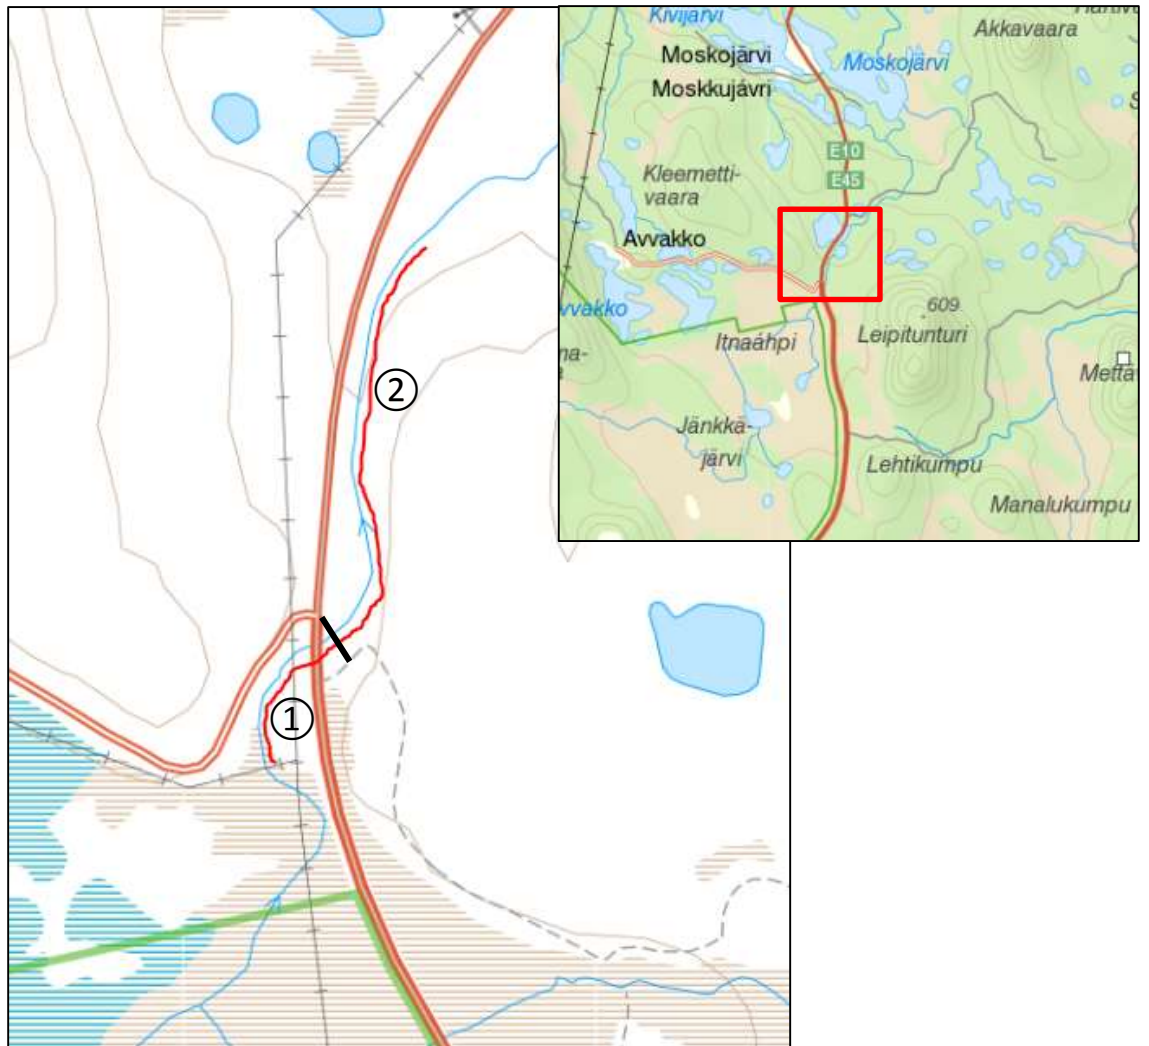 Kivijärvi
Akkavaara
Moskojärvi
Moskojärvi
Moskkujávri
E10
E45
Kleemetti-
vaara
Avvakko
609
Leipitunturi
Itnaáhpi
Jänkkä-
järvi
Lehtikumpu
Manalukumpu
②
①